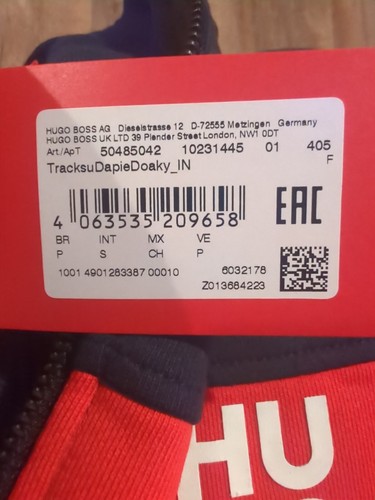 HUGO BOSS AG Dieselstrasse 12 D-72555 Metzingen Germany
HUGO BOSS UK LTD 39 Plender Street London, NW1 0DT
Art./АрТ 50485042 10231445 01 405
F
TracksuDapieDoaky_IN
4 063535 209658
EAC
BR INT MX VE
P S CH P
1001 4901283387 00010 6032178
Z013684223
HU